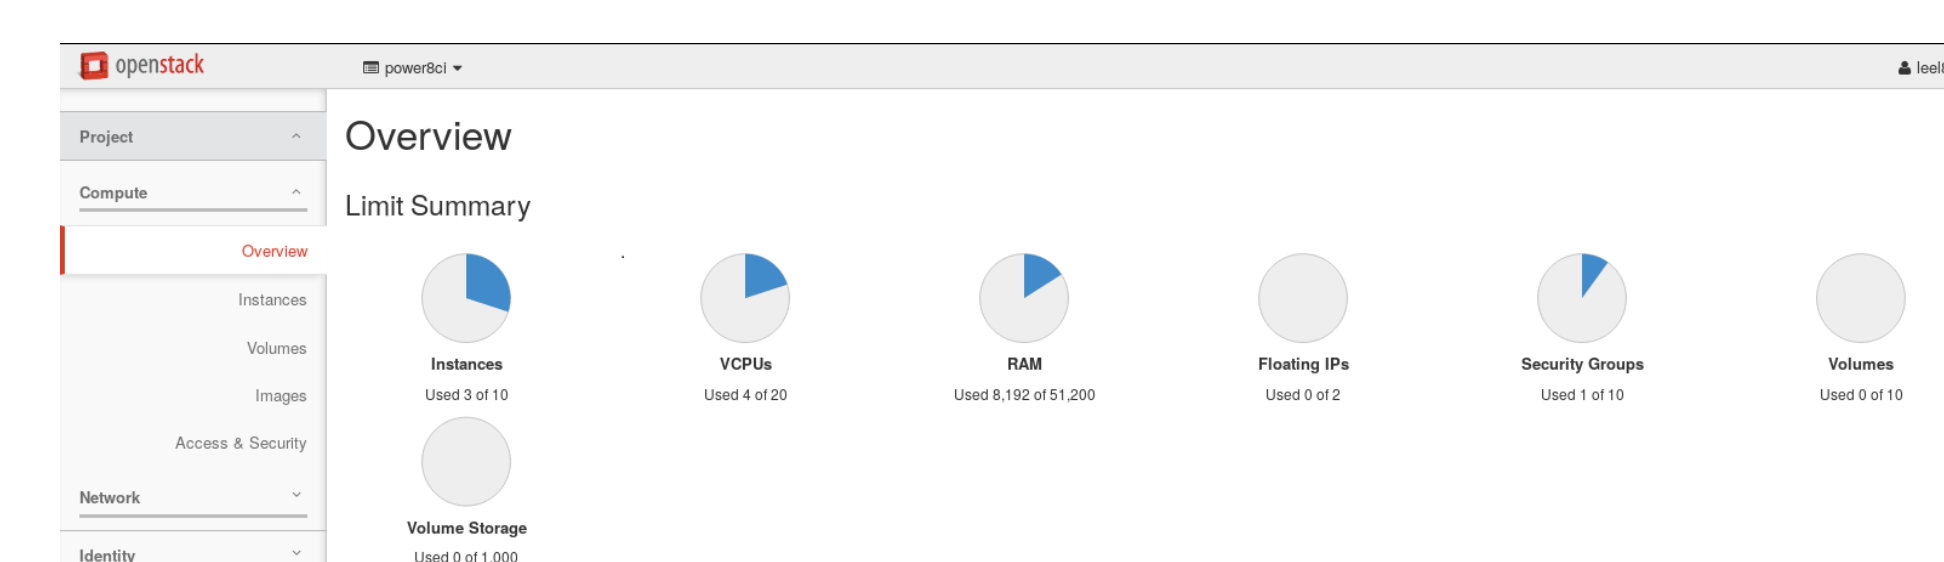 openstack
power8ci
Project
Compute
Overview
Instances
Volumes
Images
Access & Security
Network
Identity
Overview
Limit Summary
Instances
Used 3 of 10
VCPUs
Used 4 of 20
RAM
Used 8,192 of 51,200
Floating IPs
Used 0 of 2
Security Groups
Used 1 of 10
Volumes
Used 0 of 10
Volume Storage
Used 0 of 1,000